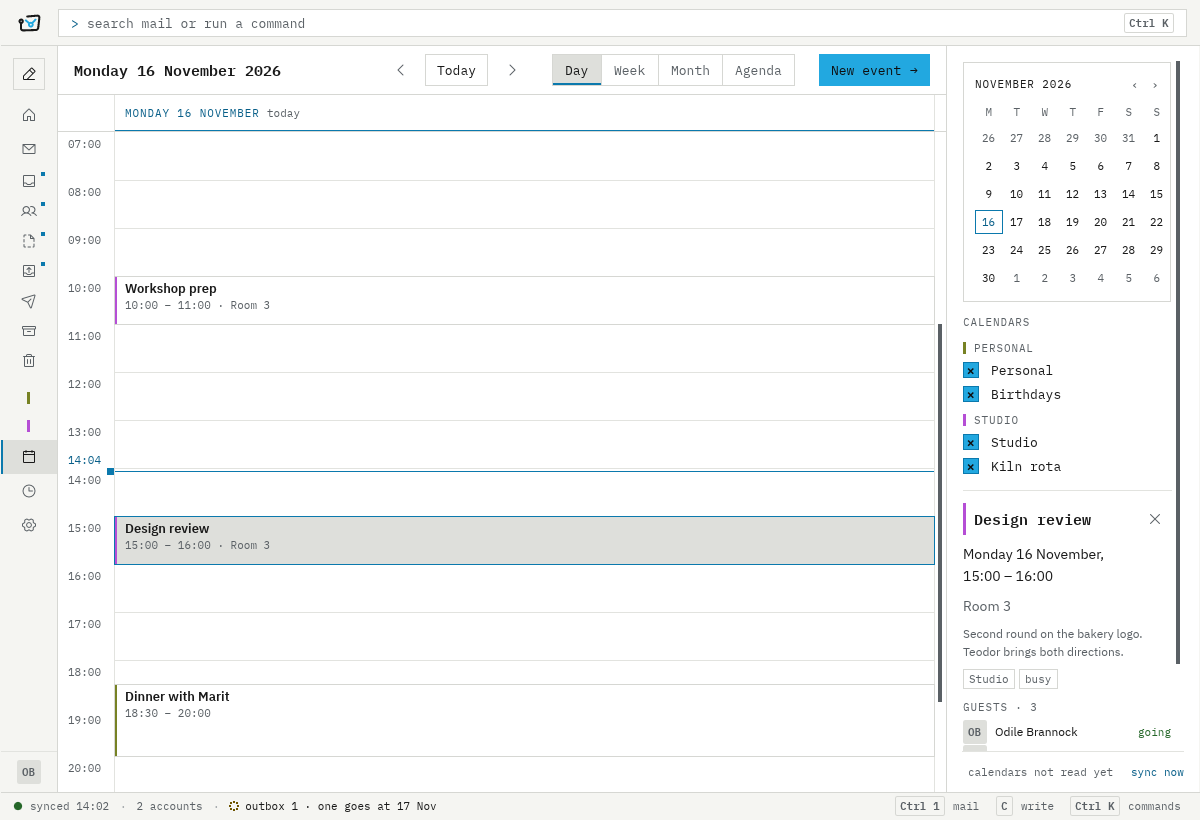 > search mail or run a command Ctrl K
Monday 16 November 2026 Today Day Week Month Agenda New event →
MONDAY 16 NOVEMBER today
07:00
08:00
09:00
10:00
Workshop prep
10:00 – 11:00 · Room 3
11:00
12:00
13:00
14:04
14:00
15:00
Design review
15:00 – 16:00 · Room 3
16:00
17:00
18:00
Dinner with Marit
18:30 – 20:00
19:00
20:00
NOVEMBER 2026 ‹ ›
M T W T F S S
26 27 28 29 30 31 1
2 3 4 5 6 7 8
9 10 11 12 13 14 15
16 17 18 19 20 21 22
23 24 25 26 27 28 29
30 1 2 3 4 5 6
CALENDARS
PERSONAL
Personal
Birthdays
STUDIO
Studio
Kiln rota
Design review
Monday 16 November,
15:00 – 16:00
Room 3
Second round on the bakery logo.
Teodor brings both directions.
Studio busy
GUESTS · 3
OB Odile Brannock going
calendars not read yet sync now
OB
synced 14:02 · 2 accounts · outbox 1 · one goes at 17 Nov
Ctrl 1 mail C write Ctrl K commands